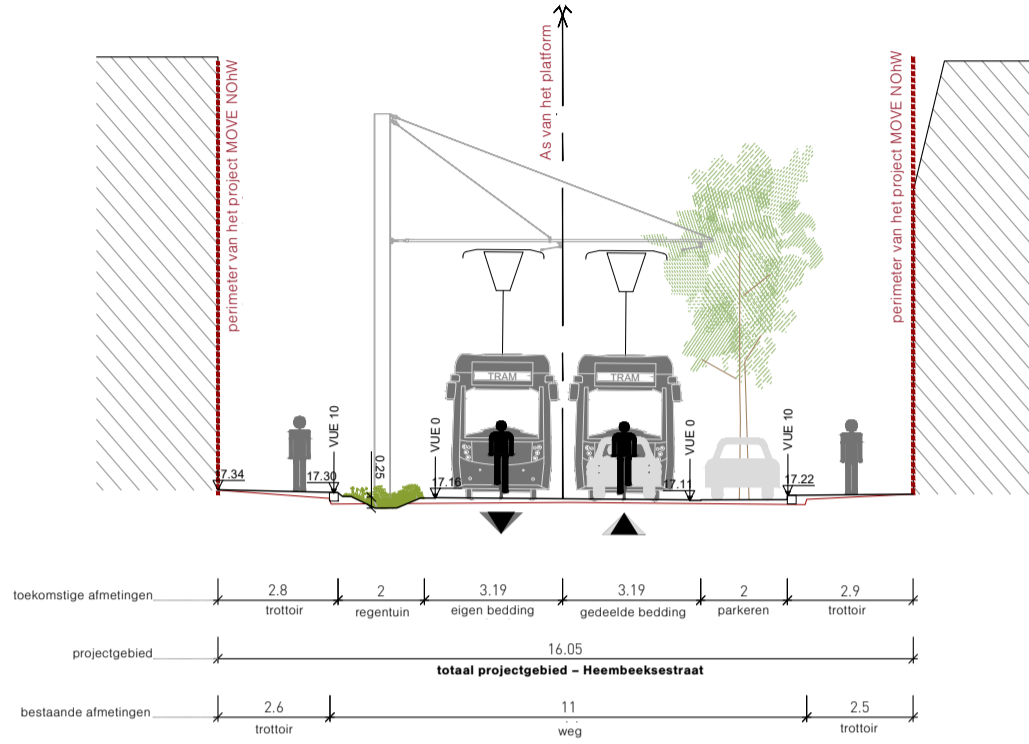 perimeter van het project MOVE NOhW
As van het platform
perimeter van het project MOVE NOhW
TRAM
TRAM
VUE 10
VUE 0
VUE 0
VUE 10
17.34
17.30
0.25
17.16
17.11
17.22
toekomstige afmetingen
2.8
2
3.19
3.19
2
2.9
trottoir
regentuin
eigen bedding
gedeelde bedding
parkeren
trottoir
projectgebied
16.05
totaal projectgebied – Heembeeksestraat
bestaande afmetingen
2.6
11
2.5
trottoir
weg
trottoir